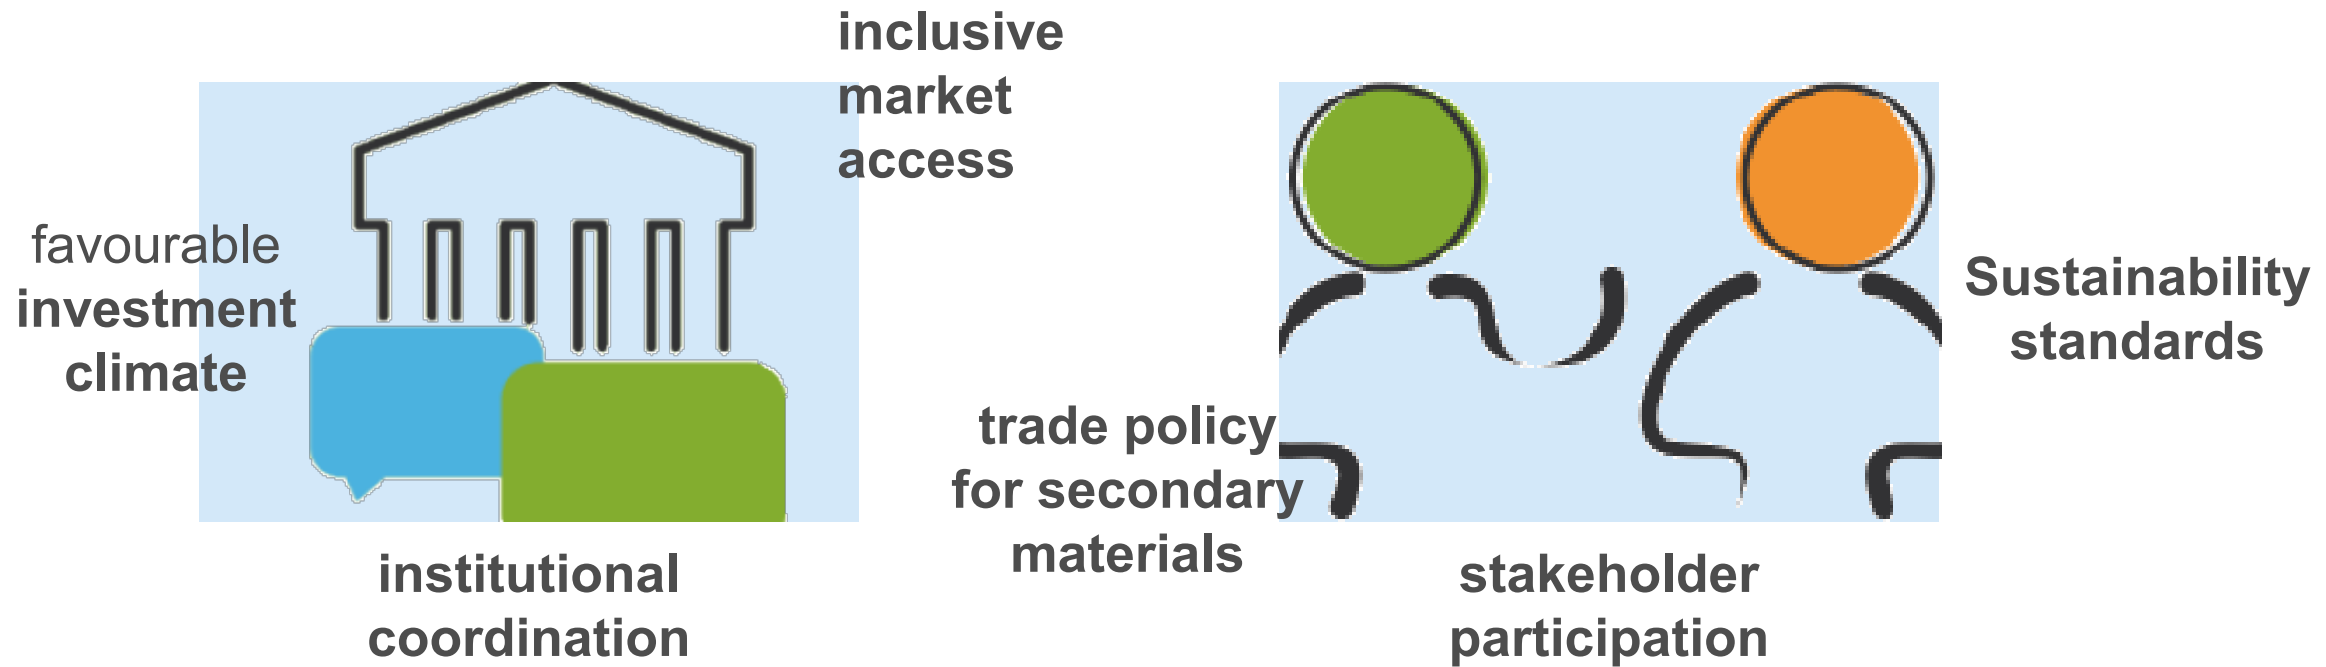 inclusive
market
access
favourable
investment
climate
Sustainability
standards
trade policy
for secondary
materials
institutional
coordination
stakeholder
participation